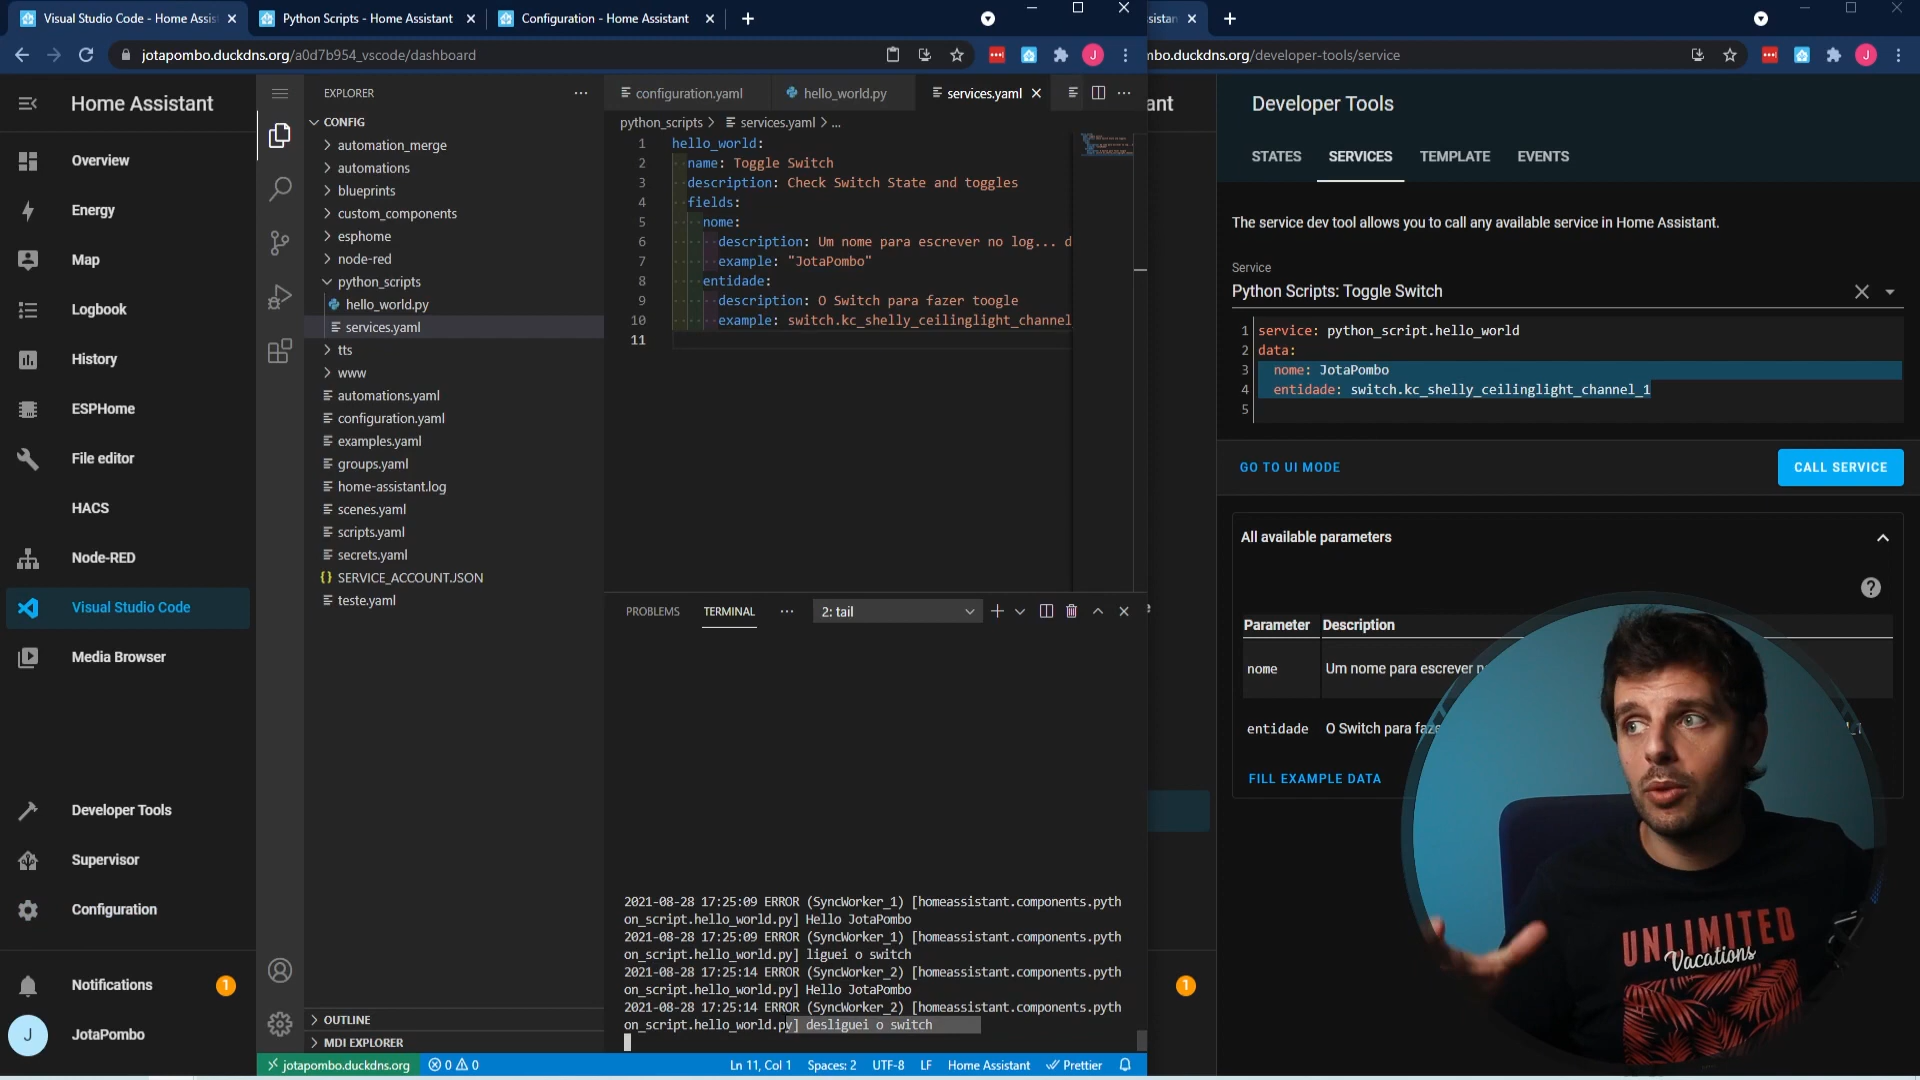 Visual Studio Code - Home Assis
Python Scripts - Home Assistant
Configuration - Home Assistant
sistan
jotapombo.duckdns.org/a0d7b954_vscode/dashboard
mbo.duckdns.org/developer-tools/service
J
J
Home Assistant
Overview
Energy
Map
Logbook
History
ESPHome
File editor
HACS
Node-RED
Visual Studio Code
Media Browser
Developer Tools
Supervisor
Configuration
Notifications
1
J
JotaPombo
EXPLORER
CONFIG
automation_merge
automations
blueprints
custom_components
esphome
node-red
python_scripts
hello_world.py
services.yaml
tts
www
automations.yaml
configuration.yaml
examples.yaml
groups.yaml
home-assistant.log
scenes.yaml
scripts.yaml
secrets.yaml
SERVICE_ACCOUNT.JSON
teste.yaml
OUTLINE
MDI EXPLORER
configuration.yaml
hello_world.py
services.yaml
python_scripts > services.yaml > ...
1 hello_world:
2 name: Toggle Switch
3 description: Check Switch State and toggles
4 fields:
5 nome:
6 description: Um nome para escrever no log... d
7 example: "JotaPombo"
8 entidade:
9 description: O Switch para fazer toogle
10 example: switch.kc_shelly_ceilinglight_channel
11
PROBLEMS
TERMINAL
2: tail
2021-08-28 17:25:09 ERROR (SyncWorker_1) [homeassistant.components.pyth
on_script.hello_world.py] Hello JotaPombo
2021-08-28 17:25:09 ERROR (SyncWorker_1) [homeassistant.components.pyth
on_script.hello_world.py] liguei o switch
2021-08-28 17:25:14 ERROR (SyncWorker_2) [homeassistant.components.pyth
on_script.hello_world.py] Hello JotaPombo
2021-08-28 17:25:14 ERROR (SyncWorker_2) [homeassistant.components.pyth
on_script.hello_world.py] desliguei o switch
jotapombo.duckdns.org
0 0
Ln 11, Col 1
Spaces: 2
UTF-8
LF
Home Assistant
Prettier
ant
1
Developer Tools
STATES
SERVICES
TEMPLATE
EVENTS
The service dev tool allows you to call any available service in Home Assistant.
Service
Python Scripts: Toggle Switch
1 service: python_script.hello_world
2 data:
3 nome: JotaPombo
4 entidade: switch.kc_shelly_ceilinglight_channel_1
5
GO TO UI MODE
CALL SERVICE
All available parameters
Parameter
Description
nome
Um nome para escrever n
entidade
O Switch para faze
_1
FILL EXAMPLE DATA
UNLIMITED
Vacations